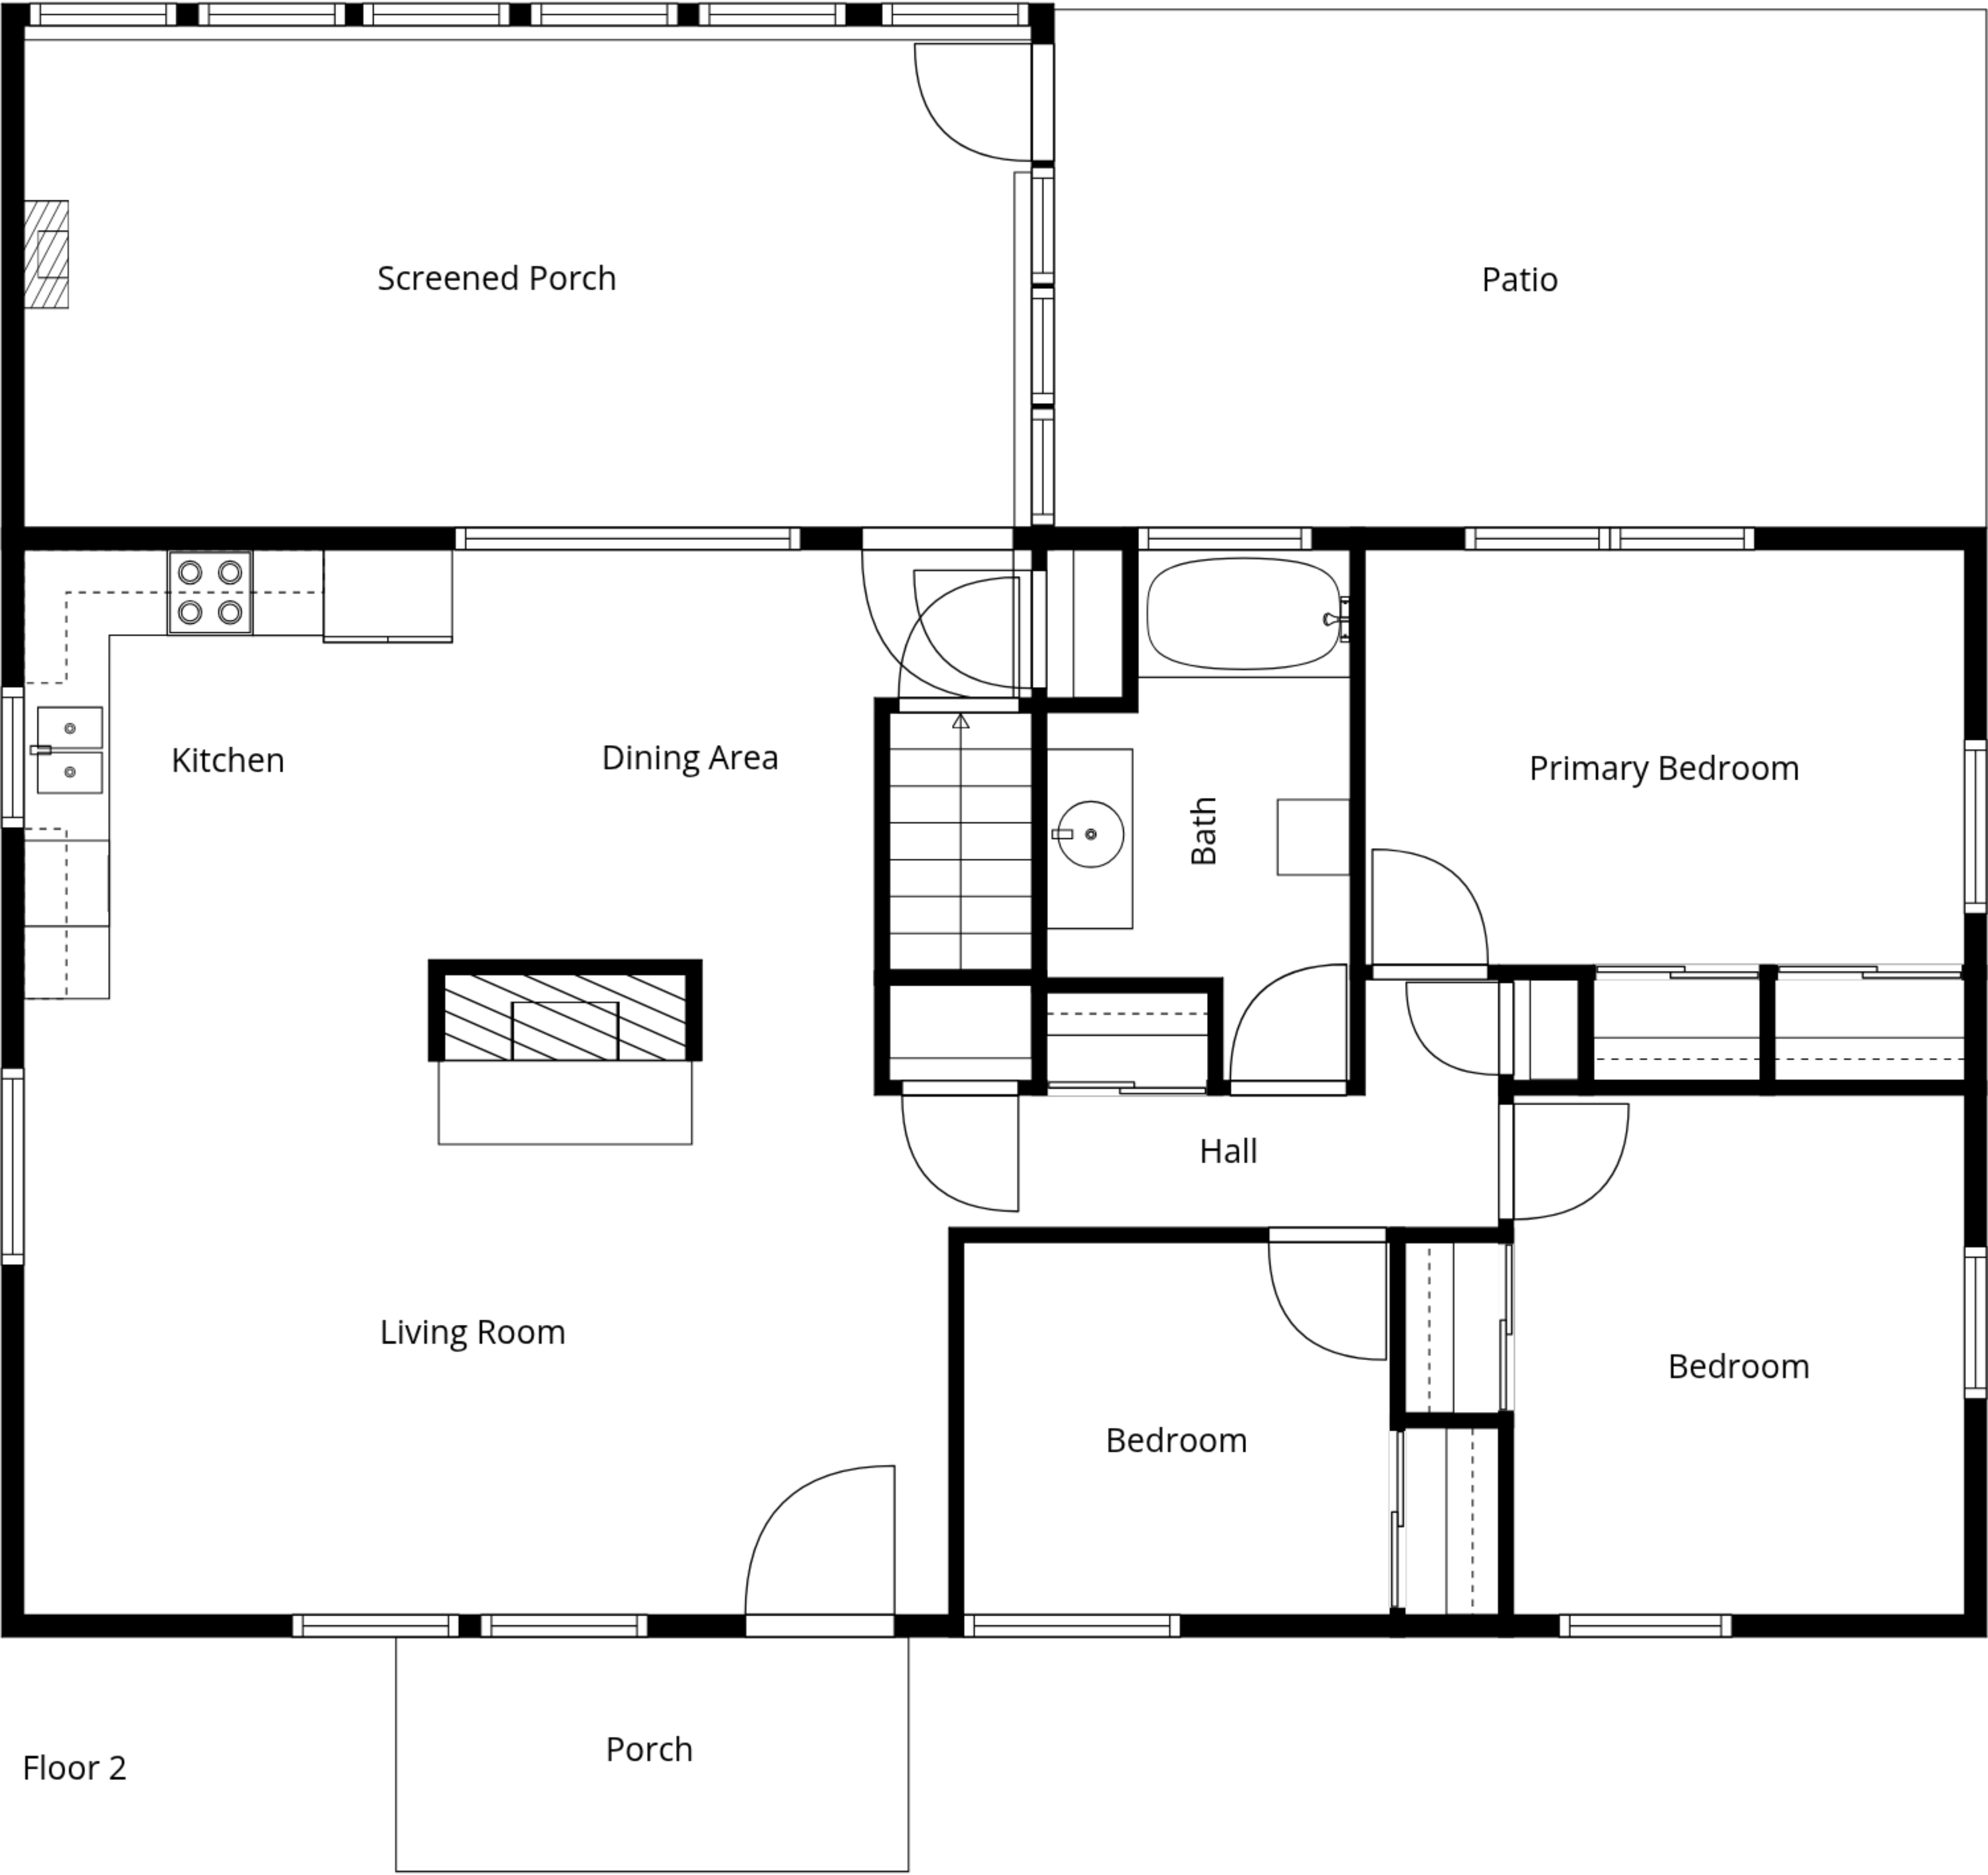 Screened Porch
Patio
Kitchen
Dining Area
Bath
Primary Bedroom
Hall
Living Room
Bedroom
Bedroom
Porch
Floor 2